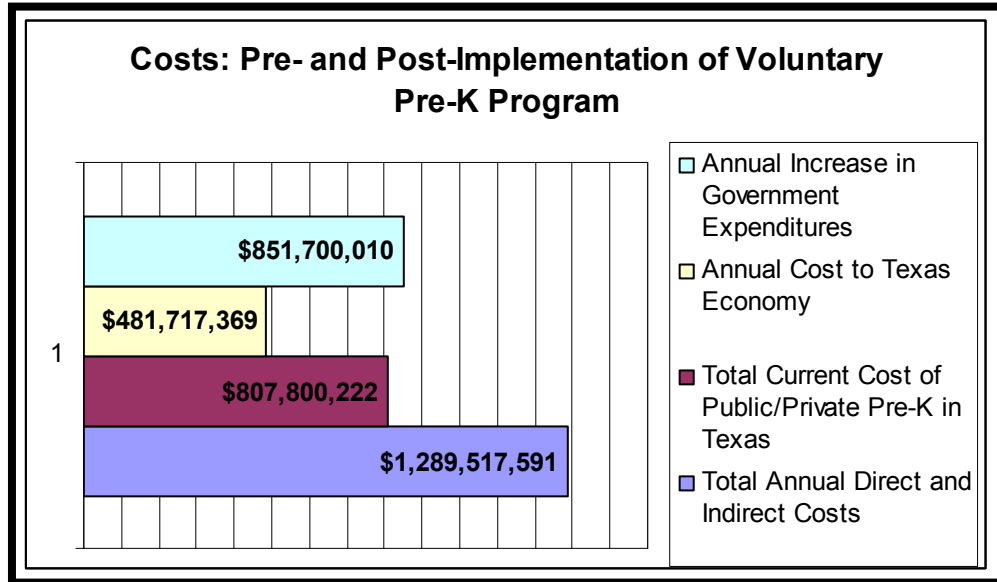 Costs: Pre- and Post-Implementation of Voluntary
Pre-K Program
$851,700,010
$481,717,369
1
$807,800,222
$1,289,517,591
Annual Increase in
Government
Expenditures
Annual Cost to Texas
Economy
Total Current Cost of
Public/Private Pre-K in
Texas
Total Annual Direct and
Indirect Costs